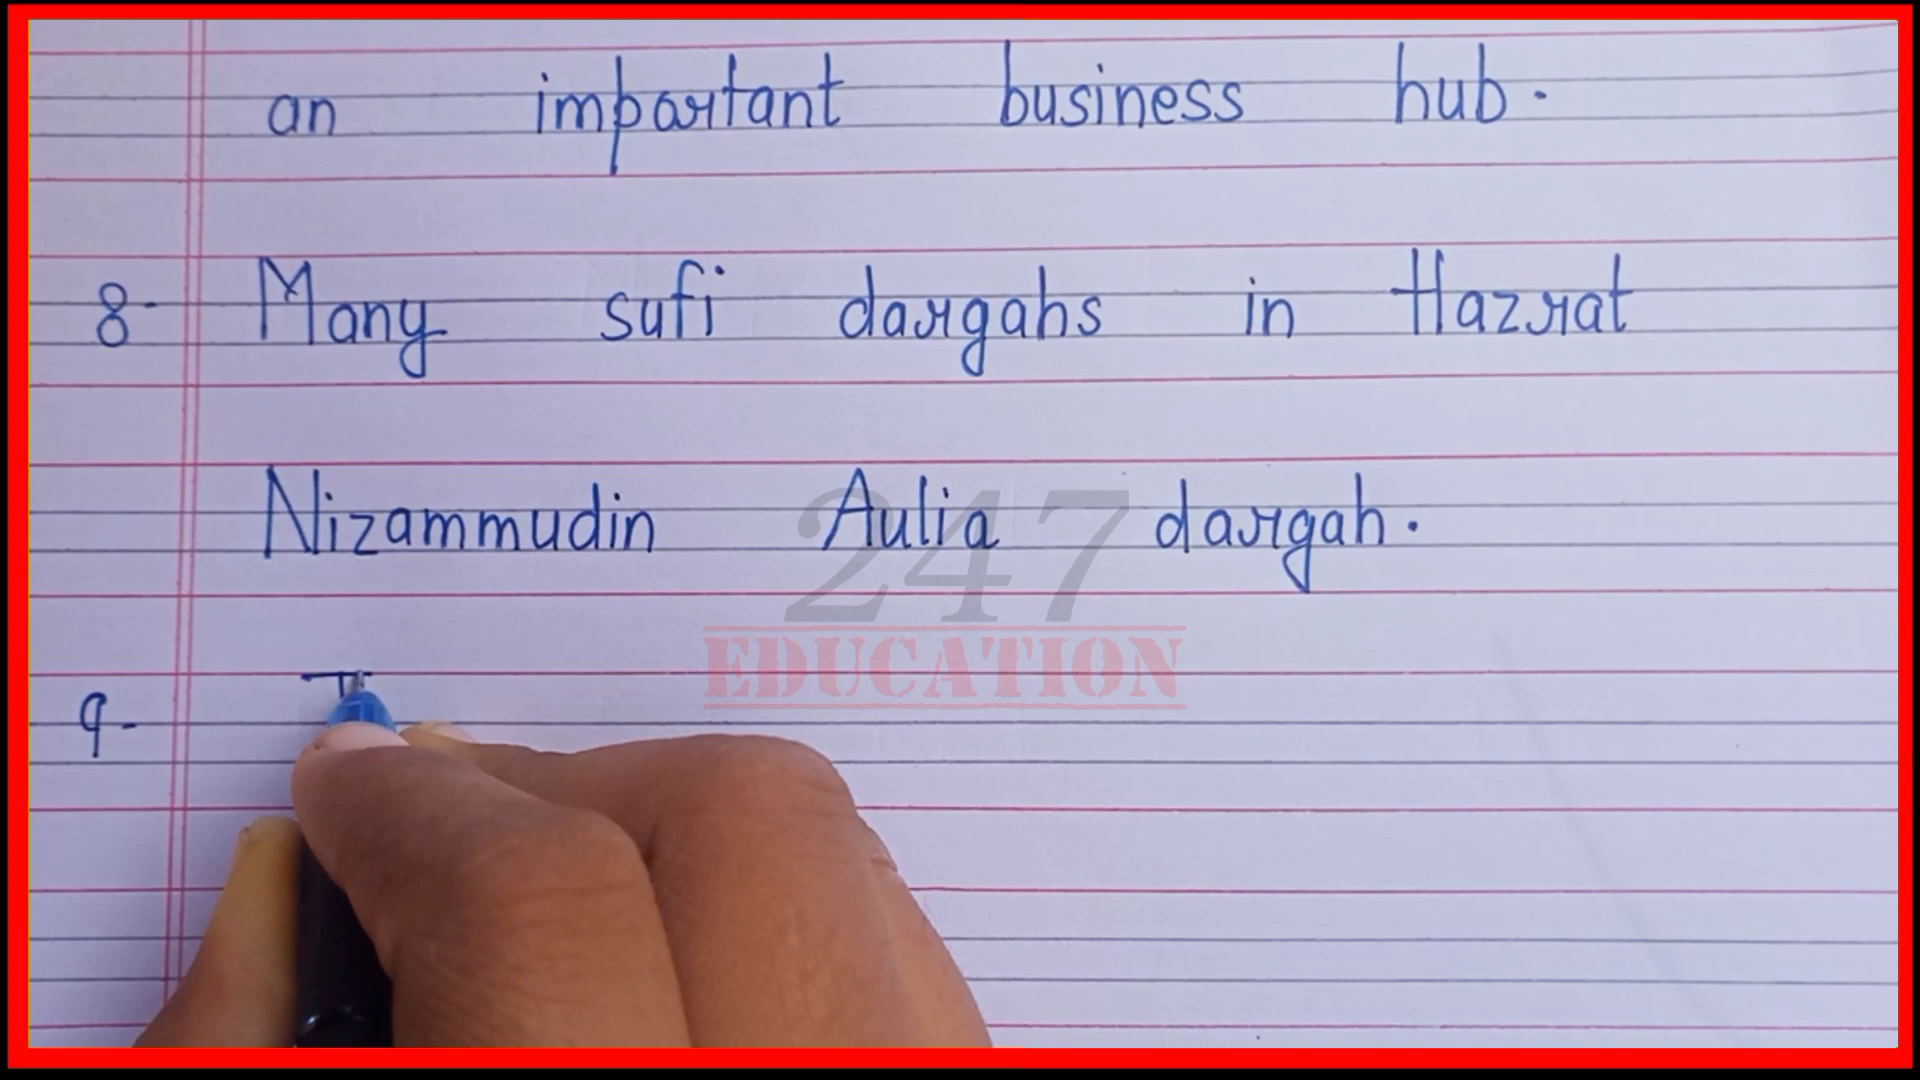 an important business hub.
8- Many sufi dargahs in Hazrat
Nizammudin Aulia dargah.
247
EDUCATION
9- T